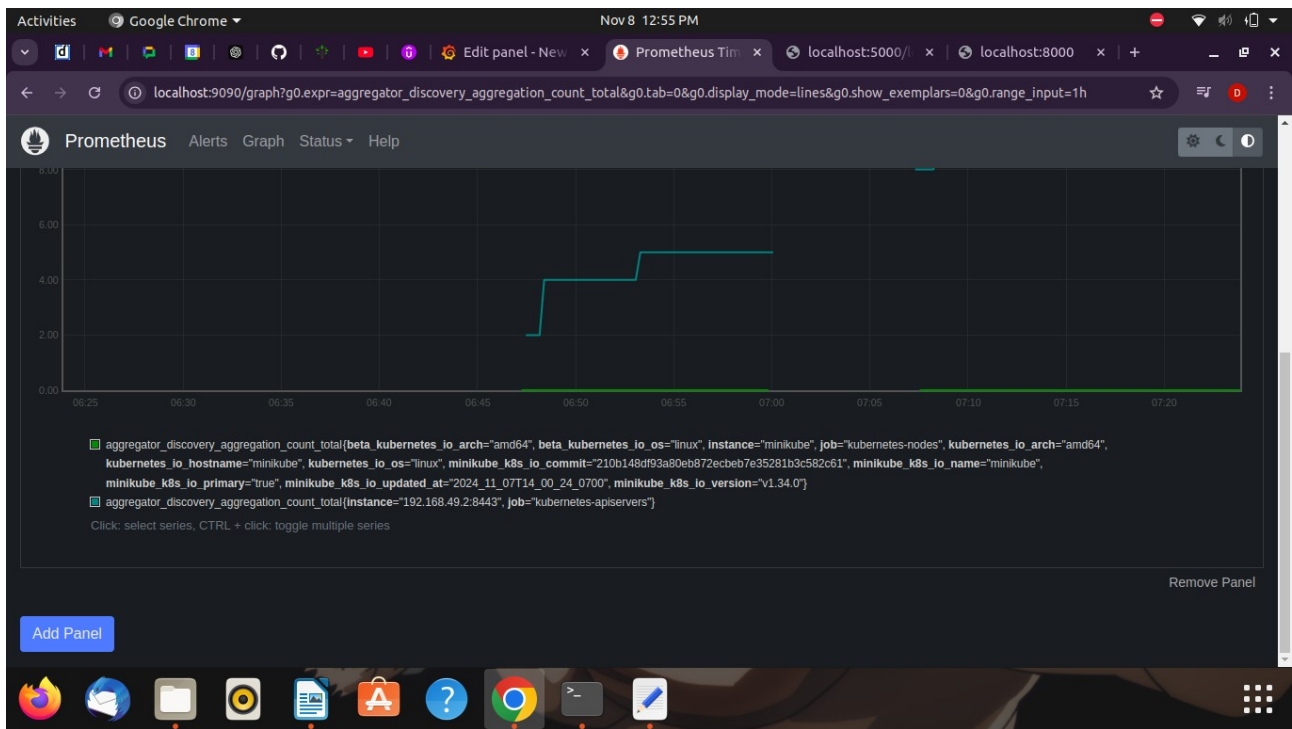 Activities Google Chrome Nov 8 12:55 PM
Edit panel - New Prometheus Tim localhost:5000/ localhost:8000
localhost:9090/graph?g0.expr=aggregator_discovery_aggregation_count_total&g0.tab=0&g0.display_mode=lines&g0.show_exemplars=0&g0.range_input=1h D
Prometheus Alerts Graph Status Help
8.00
6.00
4.00
2.00
0.00
06:25 06:30 06:35 06:40 06:45 06:50 06:55 07:00 07:05 07:10 07:15 07:20
aggregator_discovery_aggregation_count_total{beta_kubernetes_io_arch="amd64", beta_kubernetes_io_os="linux", instance="minikube", job="kubernetes-nodes", kubernetes_io_arch="amd64",
kubernetes_io_hostname="minikube", kubernetes_io_os="linux", minikube_k8s_io_commit="210b148df93a80eb872ecbeb7e35281b3c582c61", minikube_k8s_io_name="minikube",
minikube_k8s_io_primary="true", minikube_k8s_io_updated_at="2024_11_07T14_00_24_0700", minikube_k8s_io_version="v1.34.0"}
aggregator_discovery_aggregation_count_total{instance="192.168.49.2:8443", job="kubernetes-apiservers"}
Click: select series, CTRL + click: toggle multiple series
Remove Panel
Add Panel